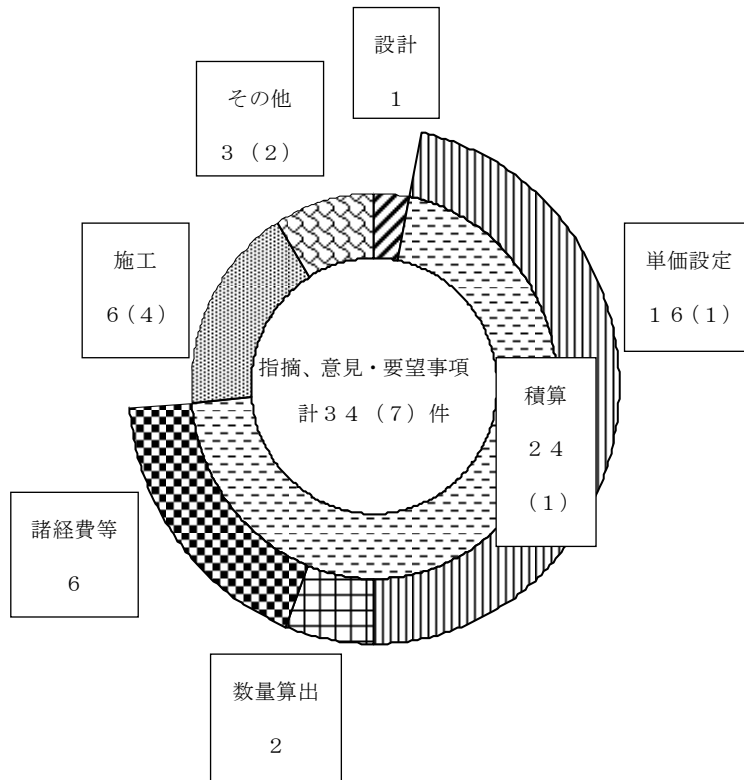 設計
１
その他
３（２）
施工
６（４）
単価設定
１６（１）
指摘、意見・要望事項
計３４（７）件
積算
２４
（１）
諸経費等
６
数量算出
２